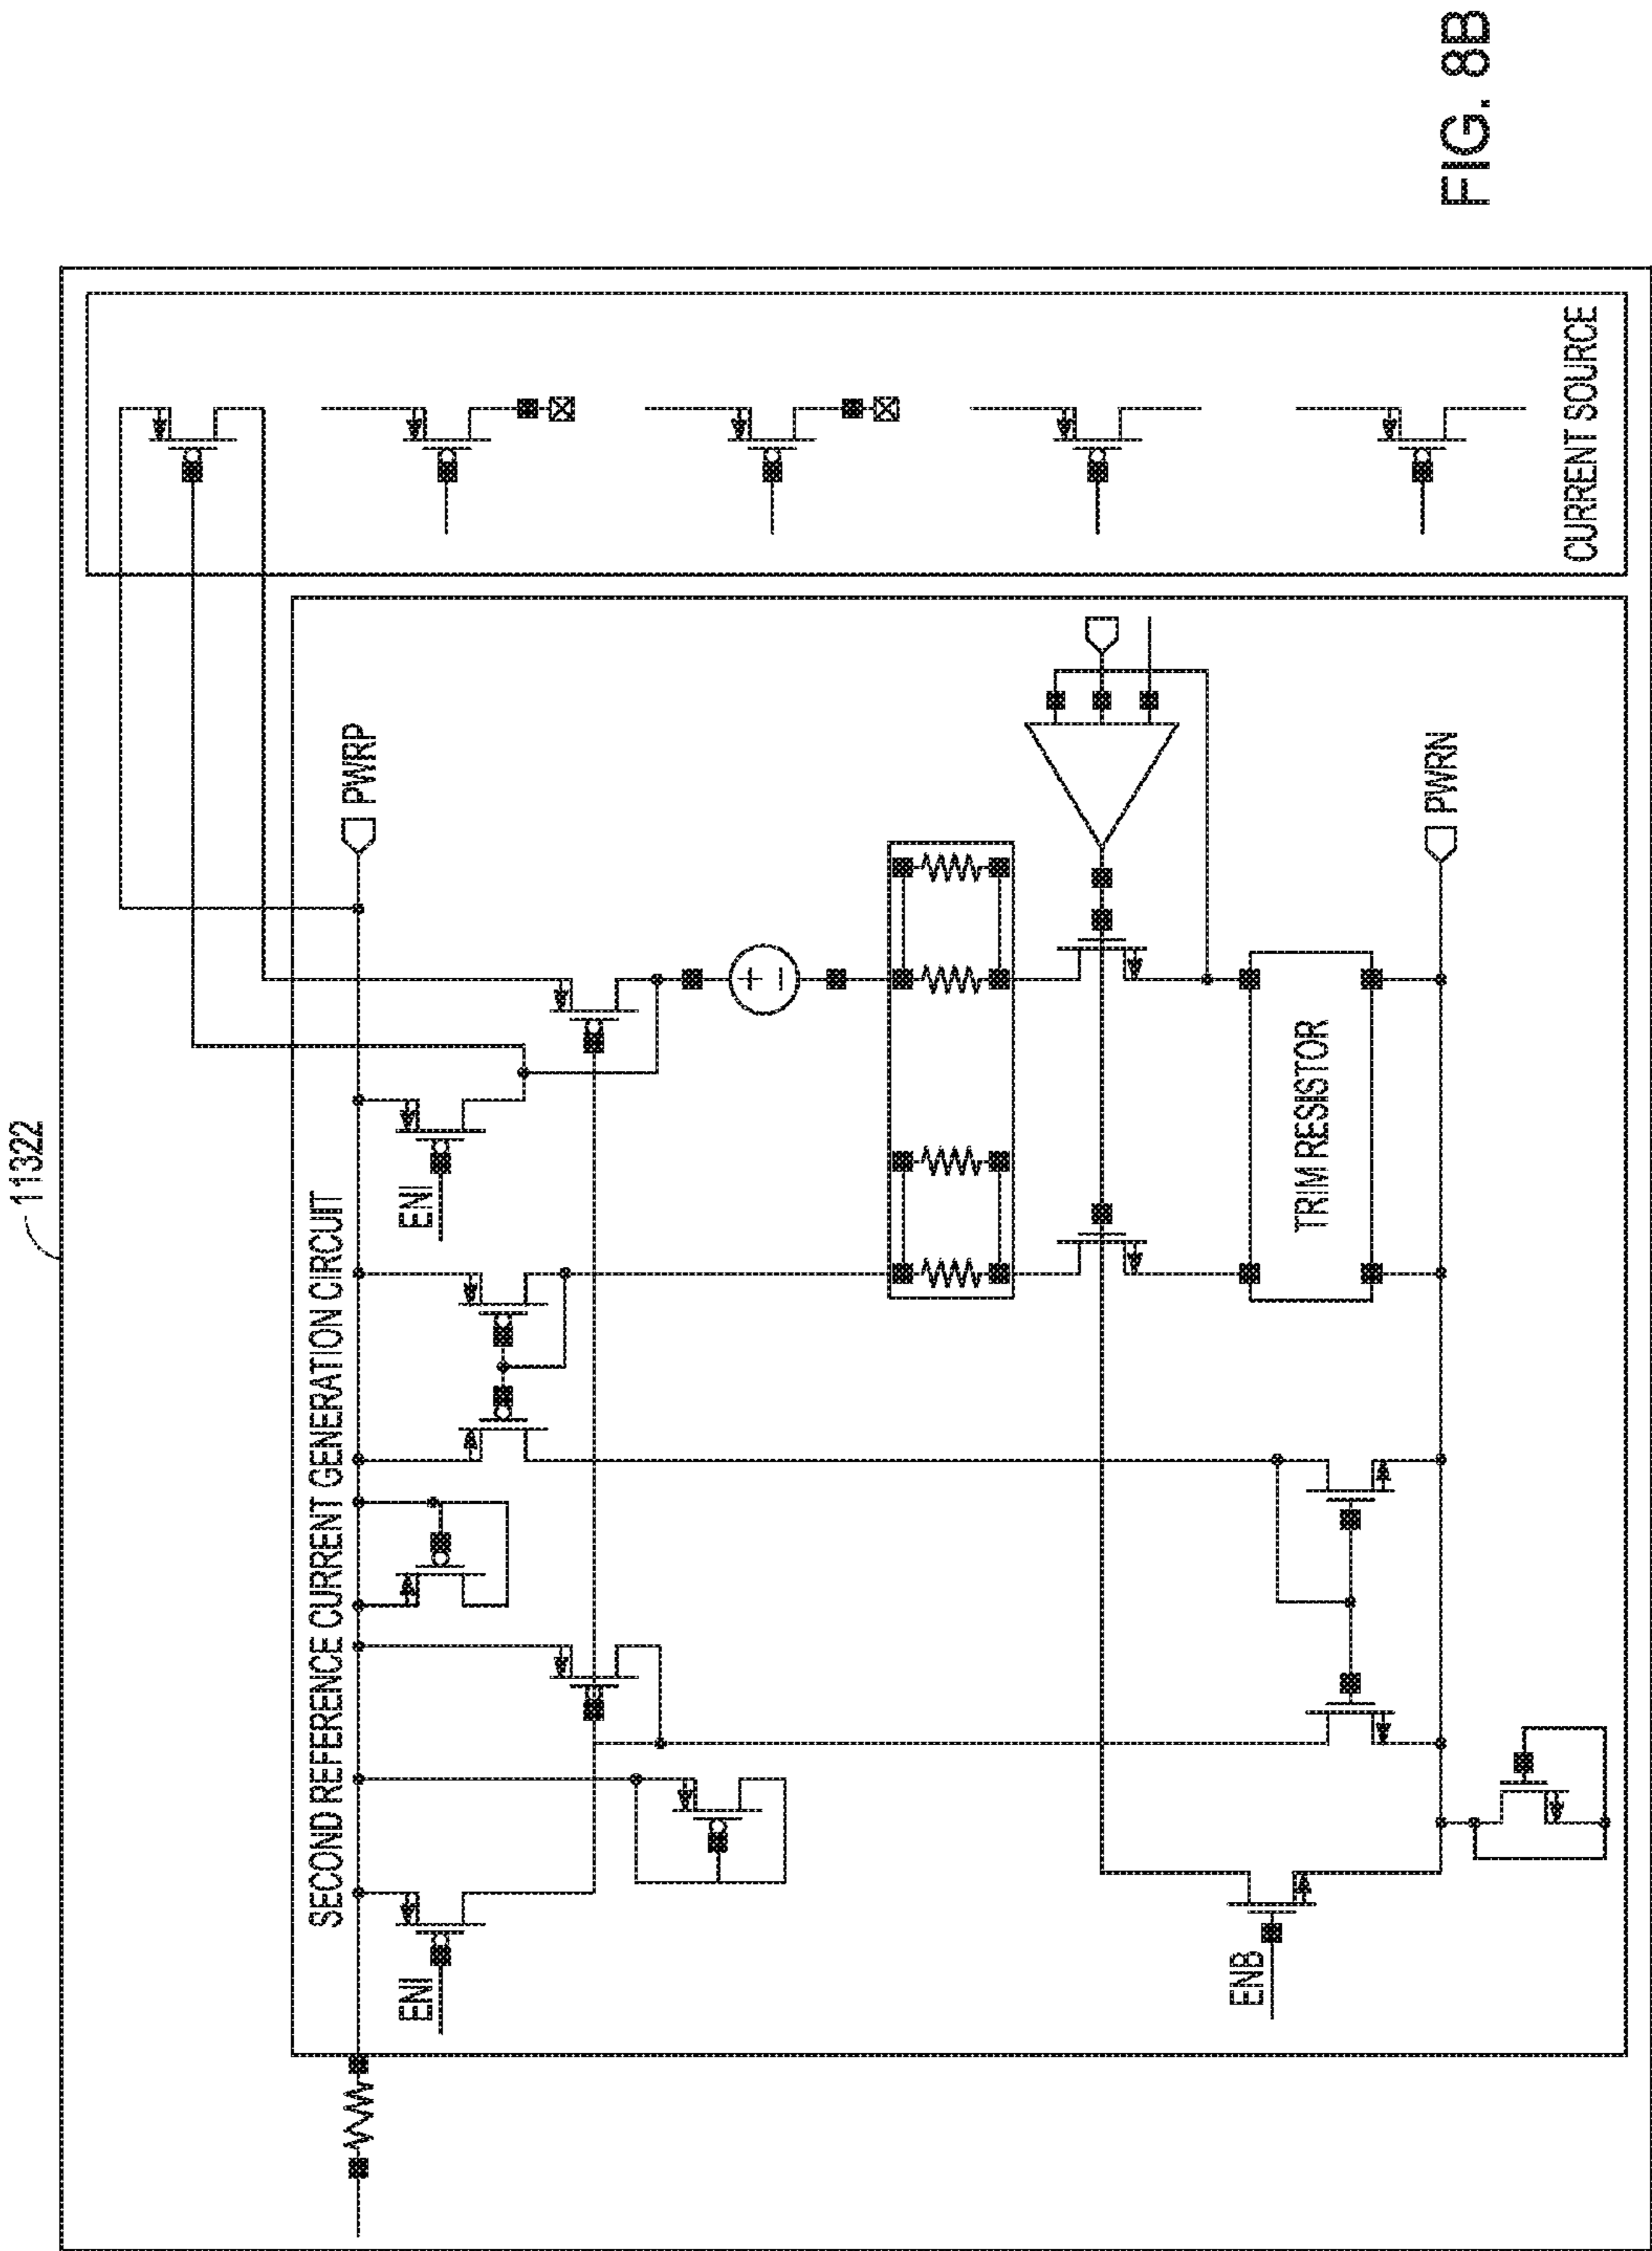 11322
SECOND REFERENCE CURRENT GENERATION CIRCUIT
PWRP
ENI
ENI
TRIM RESISTOR
ENB
PWRN
CURRENT SOURCE
FIG. 8B